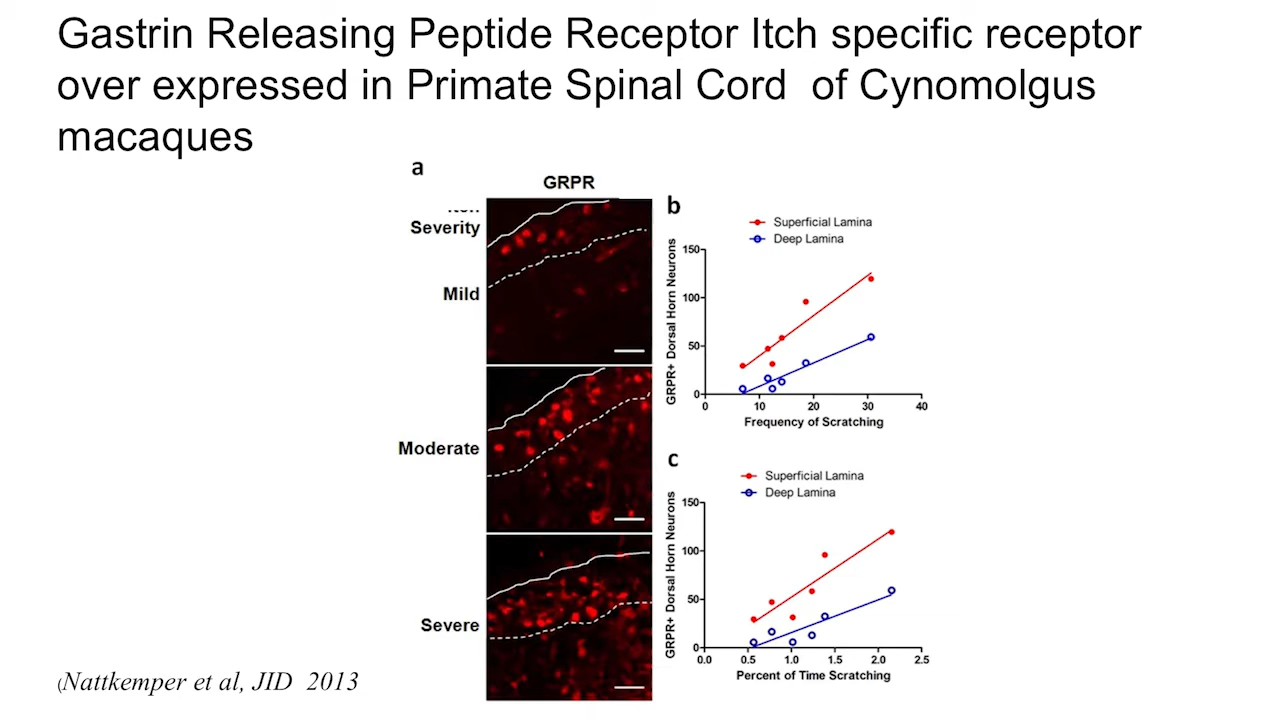 Gastrin Releasing Peptide Receptor Itch specific receptor
over expressed in Primate Spinal Cord of Cynomolgus
macaques
a
GRPR
Severity
Mild
Moderate
Severe
b
Superficial Lamina
Deep Lamina
GRPR+ Dorsal Horn Neurons
150
100
50
0
0 10 20 30 40
Frequency of Scratching
c
Superficial Lamina
Deep Lamina
GRPR+ Dorsal Horn Neurons
150
100
50
0
0.0 0.5 1.0 1.5 2.0 2.5
Percent of Time Scratching
(Nattkemper et al, JID 2013